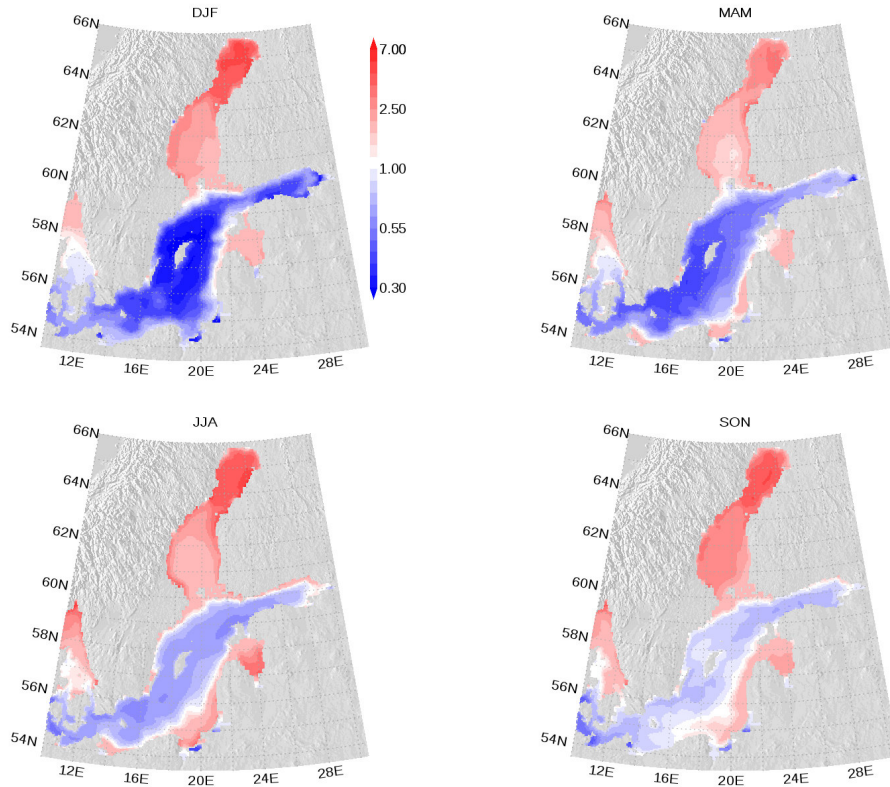 DJF
66N
64N
62N
60N
58N
56N
54N
12E
16E
20E
24E
28E
7.00
2.50
1.00
0.55
0.30
MAM
66N
64N
62N
60N
58N
56N
54N
12E
16E
20E
24E
28E
JJA
66N
64N
62N
60N
58N
56N
54N
12E
16E
20E
24E
28E
SON
66N
64N
62N
60N
58N
56N
54N
12E
16E
20E
24E
28E